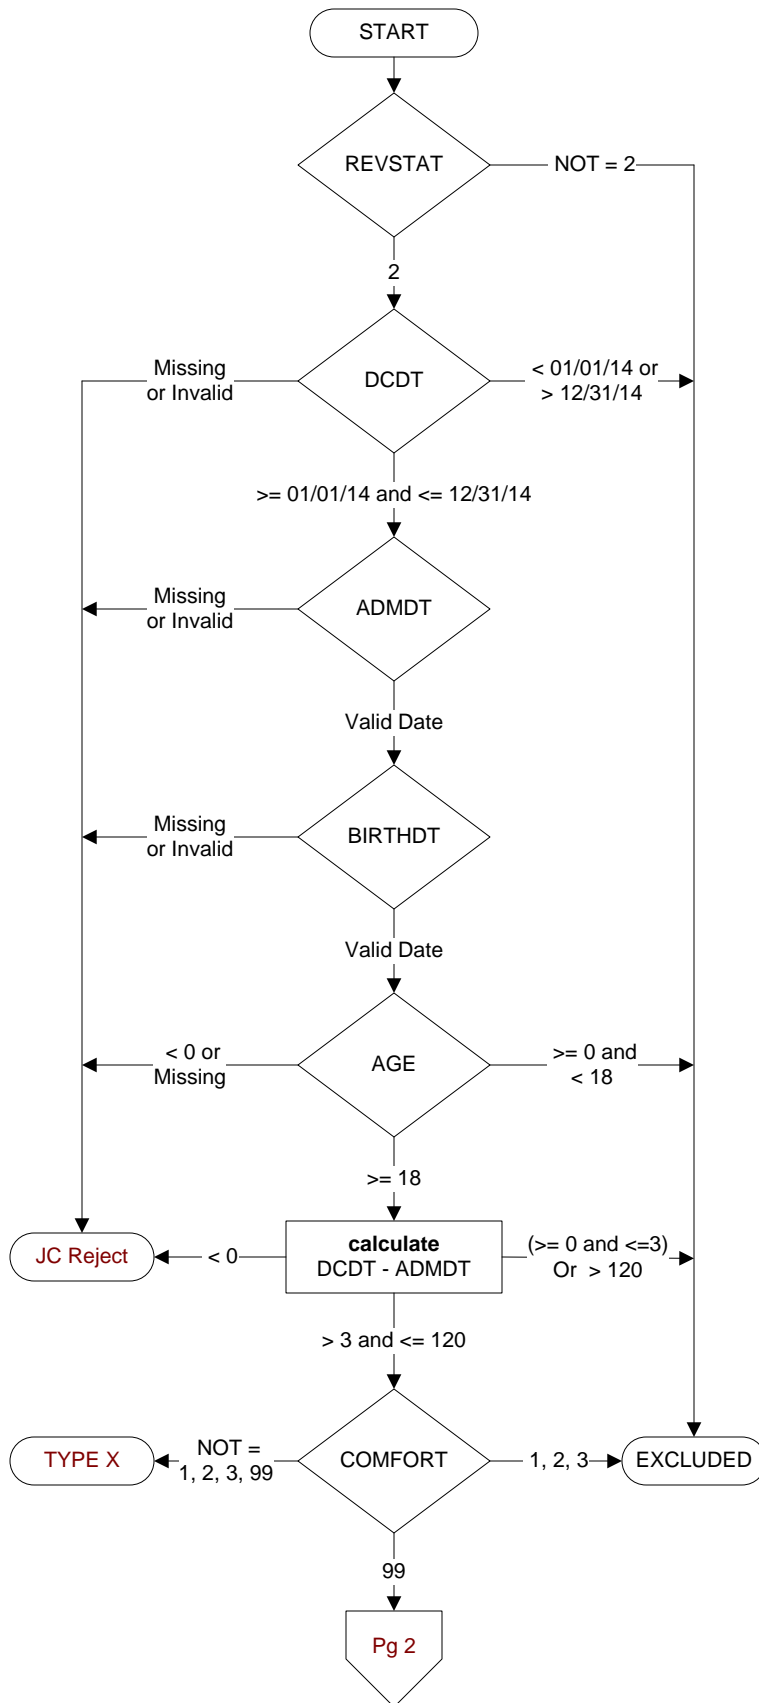 START
REVSTAT
NOT = 2
2
Missing
or Invalid
DCDT
< 01/01/14 or
> 12/31/14
>= 01/01/14 and <= 12/31/14
Missing
or Invalid
ADMDT
Valid Date
Missing
or Invalid
BIRTHDT
Valid Date
< 0 or
Missing
AGE
>= 0 and
< 18
>= 18
JC Reject
< 0
calculate
DCDT - ADMDT
(>= 0 and <=3)
Or > 120
> 3 and <= 120
TYPE X
NOT =
1, 2, 3, 99
COMFORT
1, 2, 3
EXCLUDED
99
Pg 2